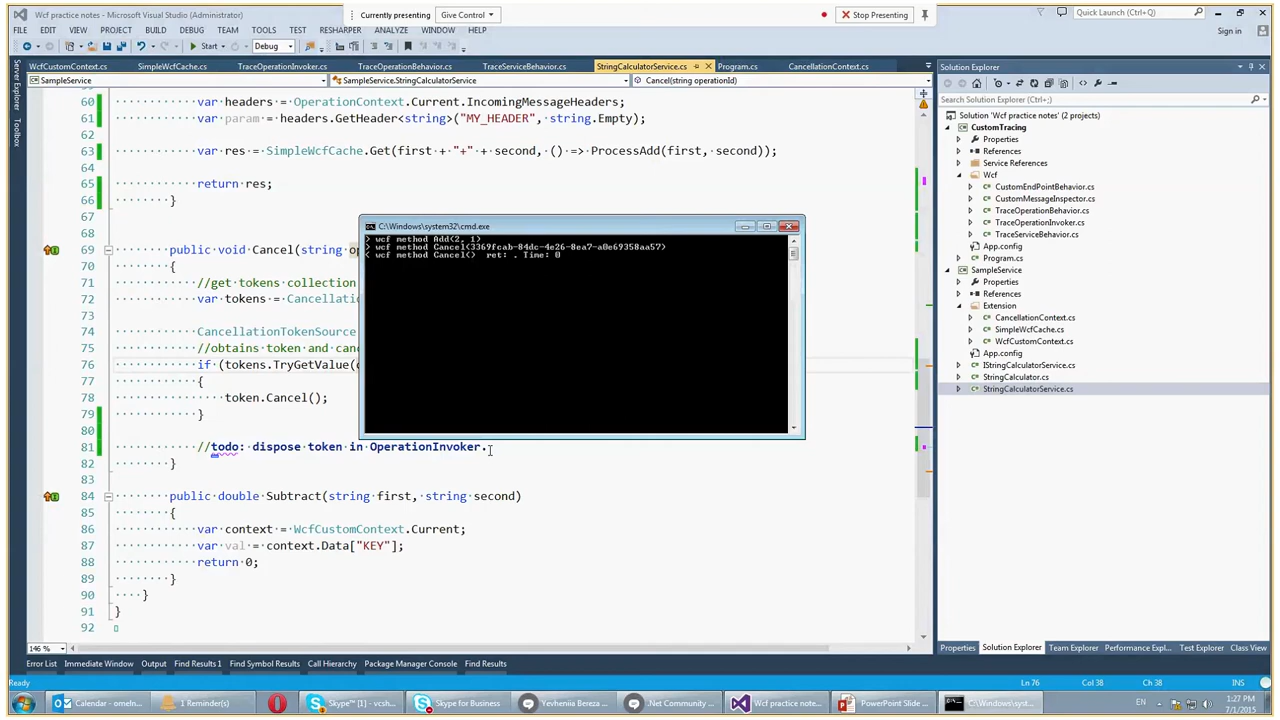 Wcf practice notes - Microsoft Visual Studio (Administrator)
Currently presenting
Give Control
Stop Presenting
Quick Launch (Ctrl+;)
FILE EDIT VIEW PROJECT BUILD DEBUG TEAM TOOLS TEST RESHARPER ANALYZE WINDOW HELP
Sign in
Start
Debug
WcfCustomContext.cs SimpleWcfCache.cs TraceOperationInvoker.cs TraceOperationBehavior.cs TraceServiceBehavior.cs StringCalculatorService.cs Program.cs CancellationContext.cs
SampleService
SampleService.StringCalculatorService
Cancel(string operationId)
Server Explorer
Toolbox
60 var headers = OperationContext.Current.IncomingMessageHeaders;
61 var param = headers.GetHeader<string>("MY_HEADER", string.Empty);
62
63 var res = SimpleWcfCache.Get(first + "+" + second, () => ProcessAdd(first, second));
64
65 return res;
66 }
67
68
69 public void Cancel(string
70 {
71 //get tokens collection
72 var tokens =
73
74 CancellationTokenSource
75 //obtains token and
76 if (tokens.TryGetValue(
77 {
78 token.Cancel();
79 }
80
81 //todo: dispose token in OperationInvoker.
82 }
83
84 public double Subtract(string first, string second)
85 {
86 var context = WcfCustomContext.Current;
87 var val = context.Data["KEY"];
88 return 0;
89 }
90 }
91 }
92
C:\Windows\system32\cmd.exe
> wcf method Add(2, 1)
> wcf method Cancel(3369fcab-84dc-4e26-8ea7-a0e69358aa57)
< wcf method Cancel() ret: . Time: 0
146 %
Solution Explorer
Search Solution Explorer (Ctrl+;)
Solution 'Wcf practice notes' (2 projects)
CustomTracing
Properties
References
Service References
Wcf
CustomEndPointBehavior.cs
CustomMessageInspector.cs
TraceOperationBehavior.cs
TraceOperationInvoker.cs
TraceServiceBehavior.cs
App.config
Program.cs
SampleService
Properties
References
Extension
CancellationContext.cs
SimpleWcfCache.cs
WcfCustomContext.cs
App.config
IStringCalculatorService.cs
StringCalculator.cs
StringCalculatorService.cs
Properties Solution Explorer Team Explorer Performance Expl... Test Explorer Class View
Error List Immediate Window Output Find Results 1 Find Symbol Results Call Hierarchy Package Manager Console Find Results
Ready
Ln 76 Col 38 Ch 38 INS
Calendar - omeln...
1 Reminder(s)
Skype™ [1] - vcsh...
Skype for Business
Yevheniia Bereza ...
.Net Community ...
Wcf practice note...
PowerPoint Slide ...
C:\Windows\syst...
EN
1:27 PM
7/1/2015